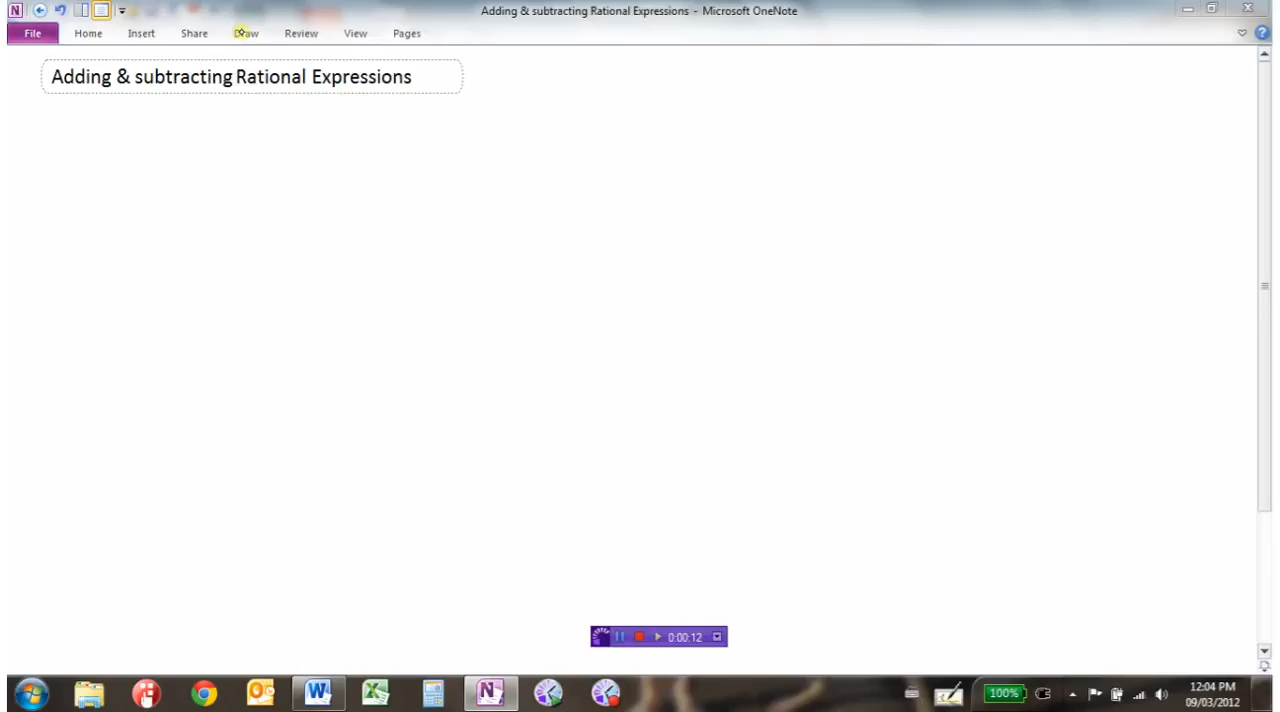 Adding & subtracting Rational Expressions - Microsoft OneNote
File Home Insert Share Draw Review View Pages
Adding & subtracting Rational Expressions
0:00:12
100%
12:04 PM
09/03/2012